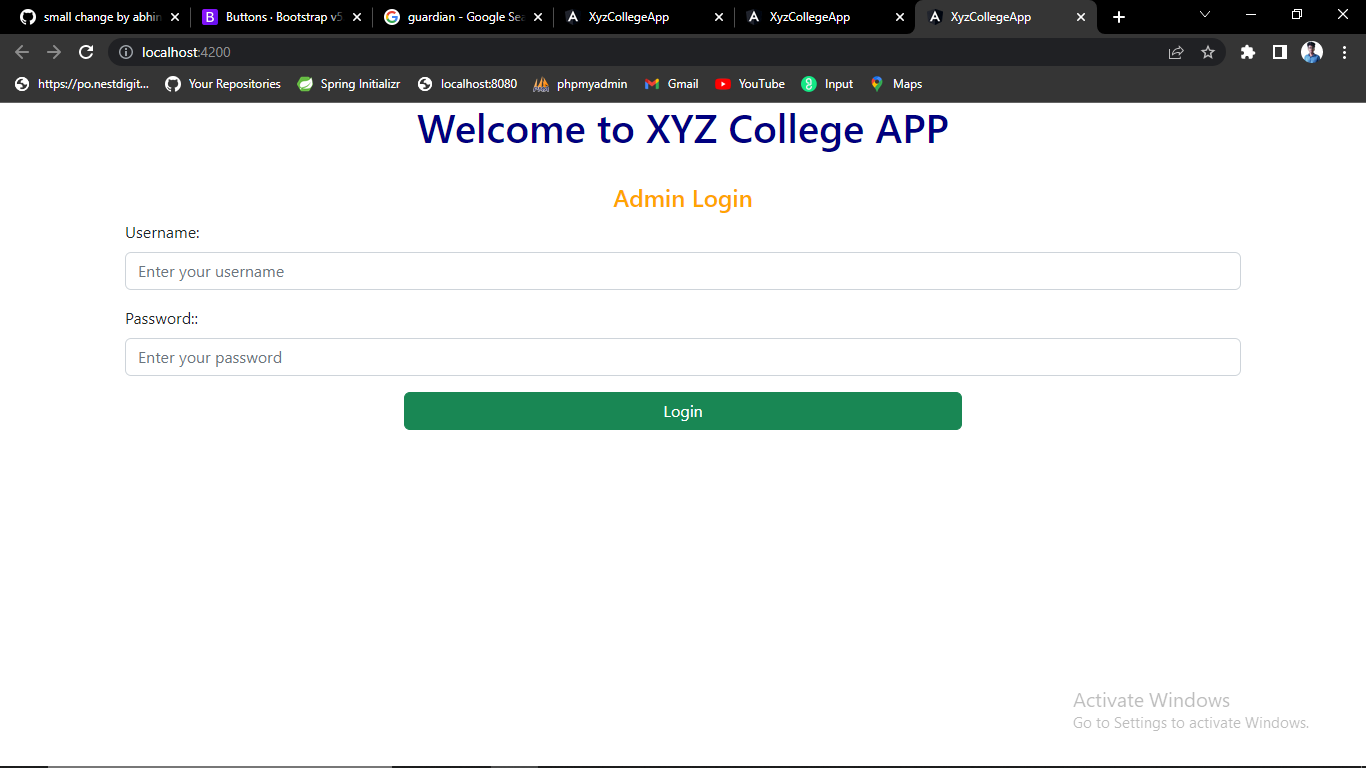 small change by abhin
Buttons · Bootstrap v5
guardian - Google Sea
XyzCollegeApp
XyzCollegeApp
XyzCollegeApp
localhost:4200
https://po.nestdigit...
Your Repositories
Spring Initializr
localhost:8080
phpmyadmin
Gmail
YouTube
Input
Maps
Welcome to XYZ College APP
Admin Login
Username:
Enter your username
Password::
Enter your password
Login
Activate Windows
Go to Settings to activate Windows.